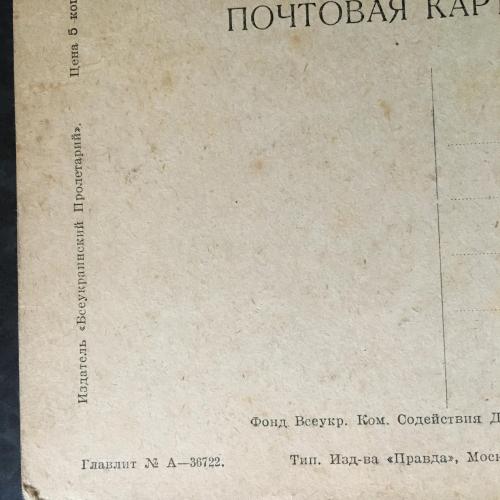 ПОЧТОВАЯ КАР
Издатель «Всеукраинский Пролетарий». Цена 5 коп
Фонд Всеукр. Ком. Содействия Д
Главлит № А—36722. Тип. Изд-ва «Правда», Моск